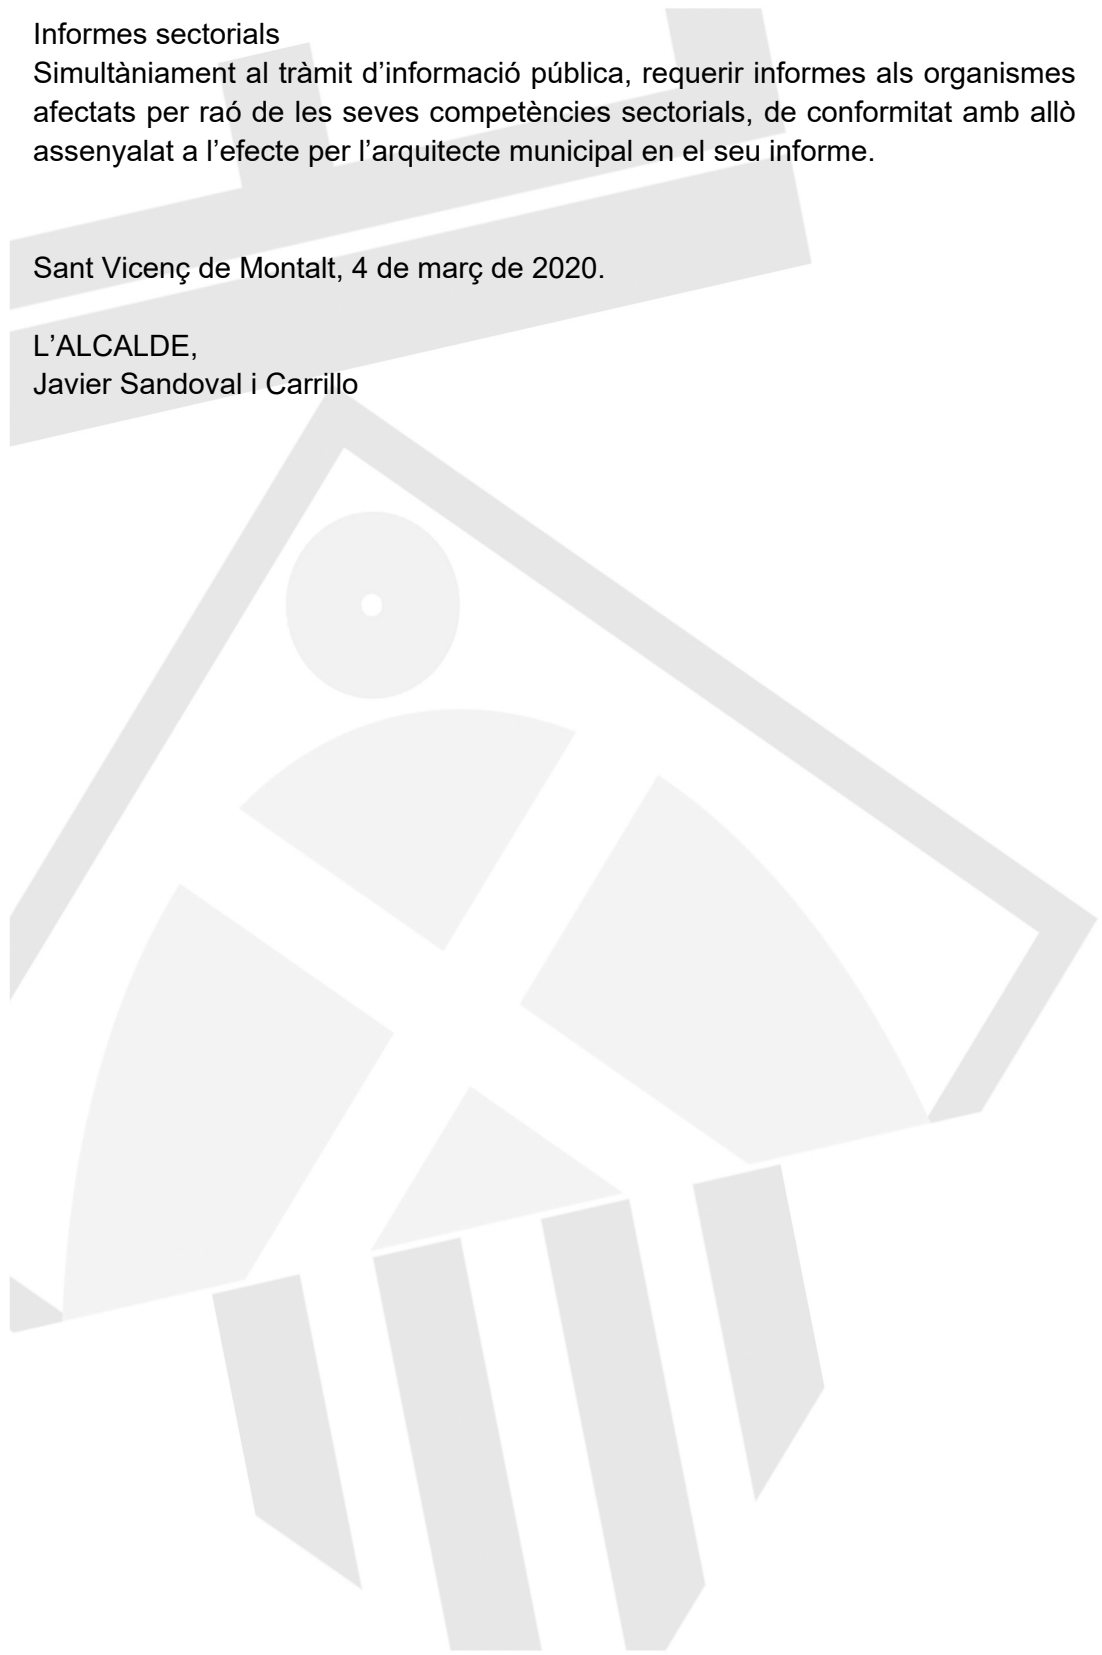 Informes sectorials
Simultàniament al tràmit d’informació pública, requerir informes als organismes
afectats per raó de les seves competències sectorials, de conformitat amb allò
assenyalat a l’efecte per l’arquitecte municipal en el seu informe.
Sant Vicenç de Montalt, 4 de març de 2020.
L’ALCALDE,
Javier Sandoval i Carrillo